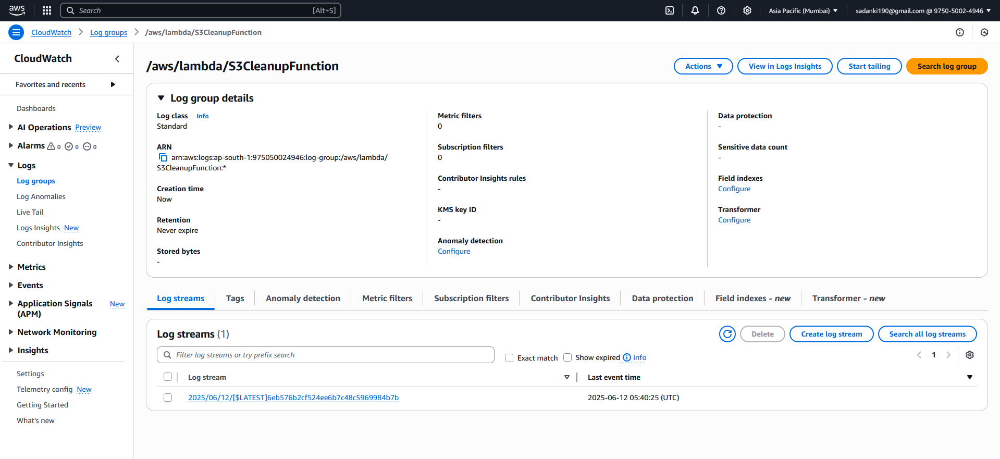 aws
Search [Alt+S]
Asia Pacific (Mumbai)
sadanki190@gmail.com @ 9750-5002-4946
CloudWatch
Log groups
/aws/lambda/S3CleanupFunction
CloudWatch
Favorites and recents
Dashboards
AI Operations Preview
Alarms 0 0 0
Logs
Log groups
Log Anomalies
Live Tail
Logs Insights New
Contributor Insights
Metrics
Events
Application Signals New
(APM)
Network Monitoring
Insights
Settings
Telemetry config New
Getting Started
What's new
/aws/lambda/S3CleanupFunction
Actions
View in Logs Insights
Start tailing
Search log group
Log group details
Log class Info
Standard
ARN
arn:aws:logs:ap-south-1:975050024946:log-group:/aws/lambda/
S3CleanupFunction:*
Creation time
Now
Retention
Never expire
Stored bytes
-
Metric filters
0
Subscription filters
0
Contributor Insights rules
-
KMS key ID
-
Anomaly detection
Configure
Data protection
-
Sensitive data count
-
Field indexes
Configure
Transformer
Configure
Log streams
Tags
Anomaly detection
Metric filters
Subscription filters
Contributor Insights
Data protection
Field indexes - new
Transformer - new
Log streams (1)
Delete
Create log stream
Search all log streams
Filter log streams or try prefix search
Exact match
Show expired Info
1
Log stream
Last event time
2025/06/12/[$LATEST]6eb576b2cf524ee6b7c48c5969984b7b
2025-06-12 05:40:25 (UTC)